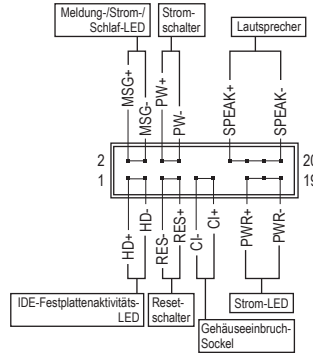 Meldung-/Strom-/
Schlaf-LED
Strom-
schalter
Lautsprecher
MSG+
MSG-
PW+
PW-
SPEAK+
SPEAK-
2
20
1
19
HD+
HD-
RES-
RES+
CI-
CI+
PWR+
PWR-
IDE-Festplattenaktivitäts-
LED
Reset-
schalter
Strom-LED
Gehäuseeinbruch-
Sockel